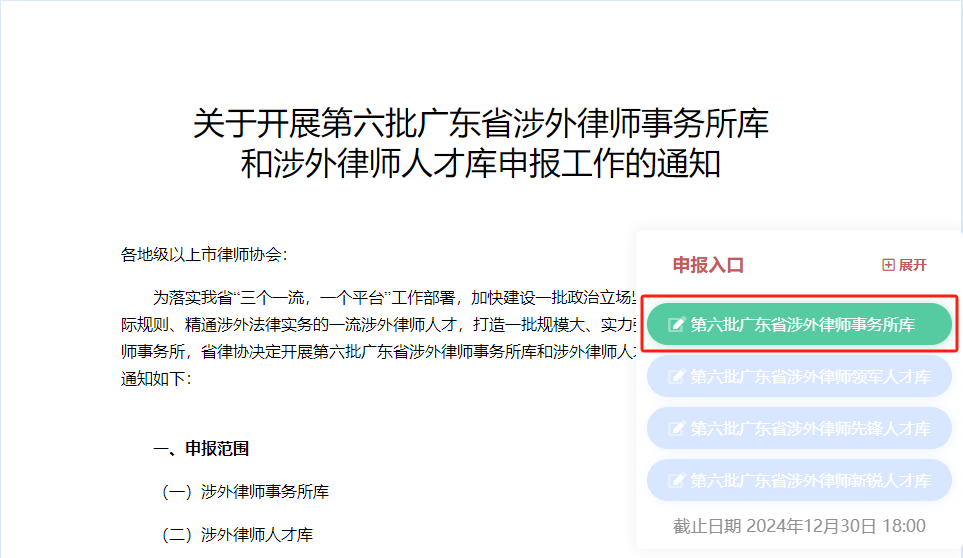 关于开展第六批广东省涉外律师事务所库
和涉外律师人才库申报工作的通知
各地级以上市律师协会：
为落实我省“三个一流，一个平台”工作部署，加快建设一批政治立场
际规则、精通涉外法律实务的一流涉外律师人才，打造一批规模大、实力
师事务所，省律协决定开展第六批广东省涉外律师事务所库和涉外律师人
通知如下：
一、申报范围
（一）涉外律师事务所库
（二）涉外律师人才库
申报入口
展开
第六批广东省涉外律师事务所库
第六批广东省涉外律师领军人才库
第六批广东省涉外律师先锋人才库
第六批广东省涉外律师新锐人才库
截止日期 2024年12月30日 18:00